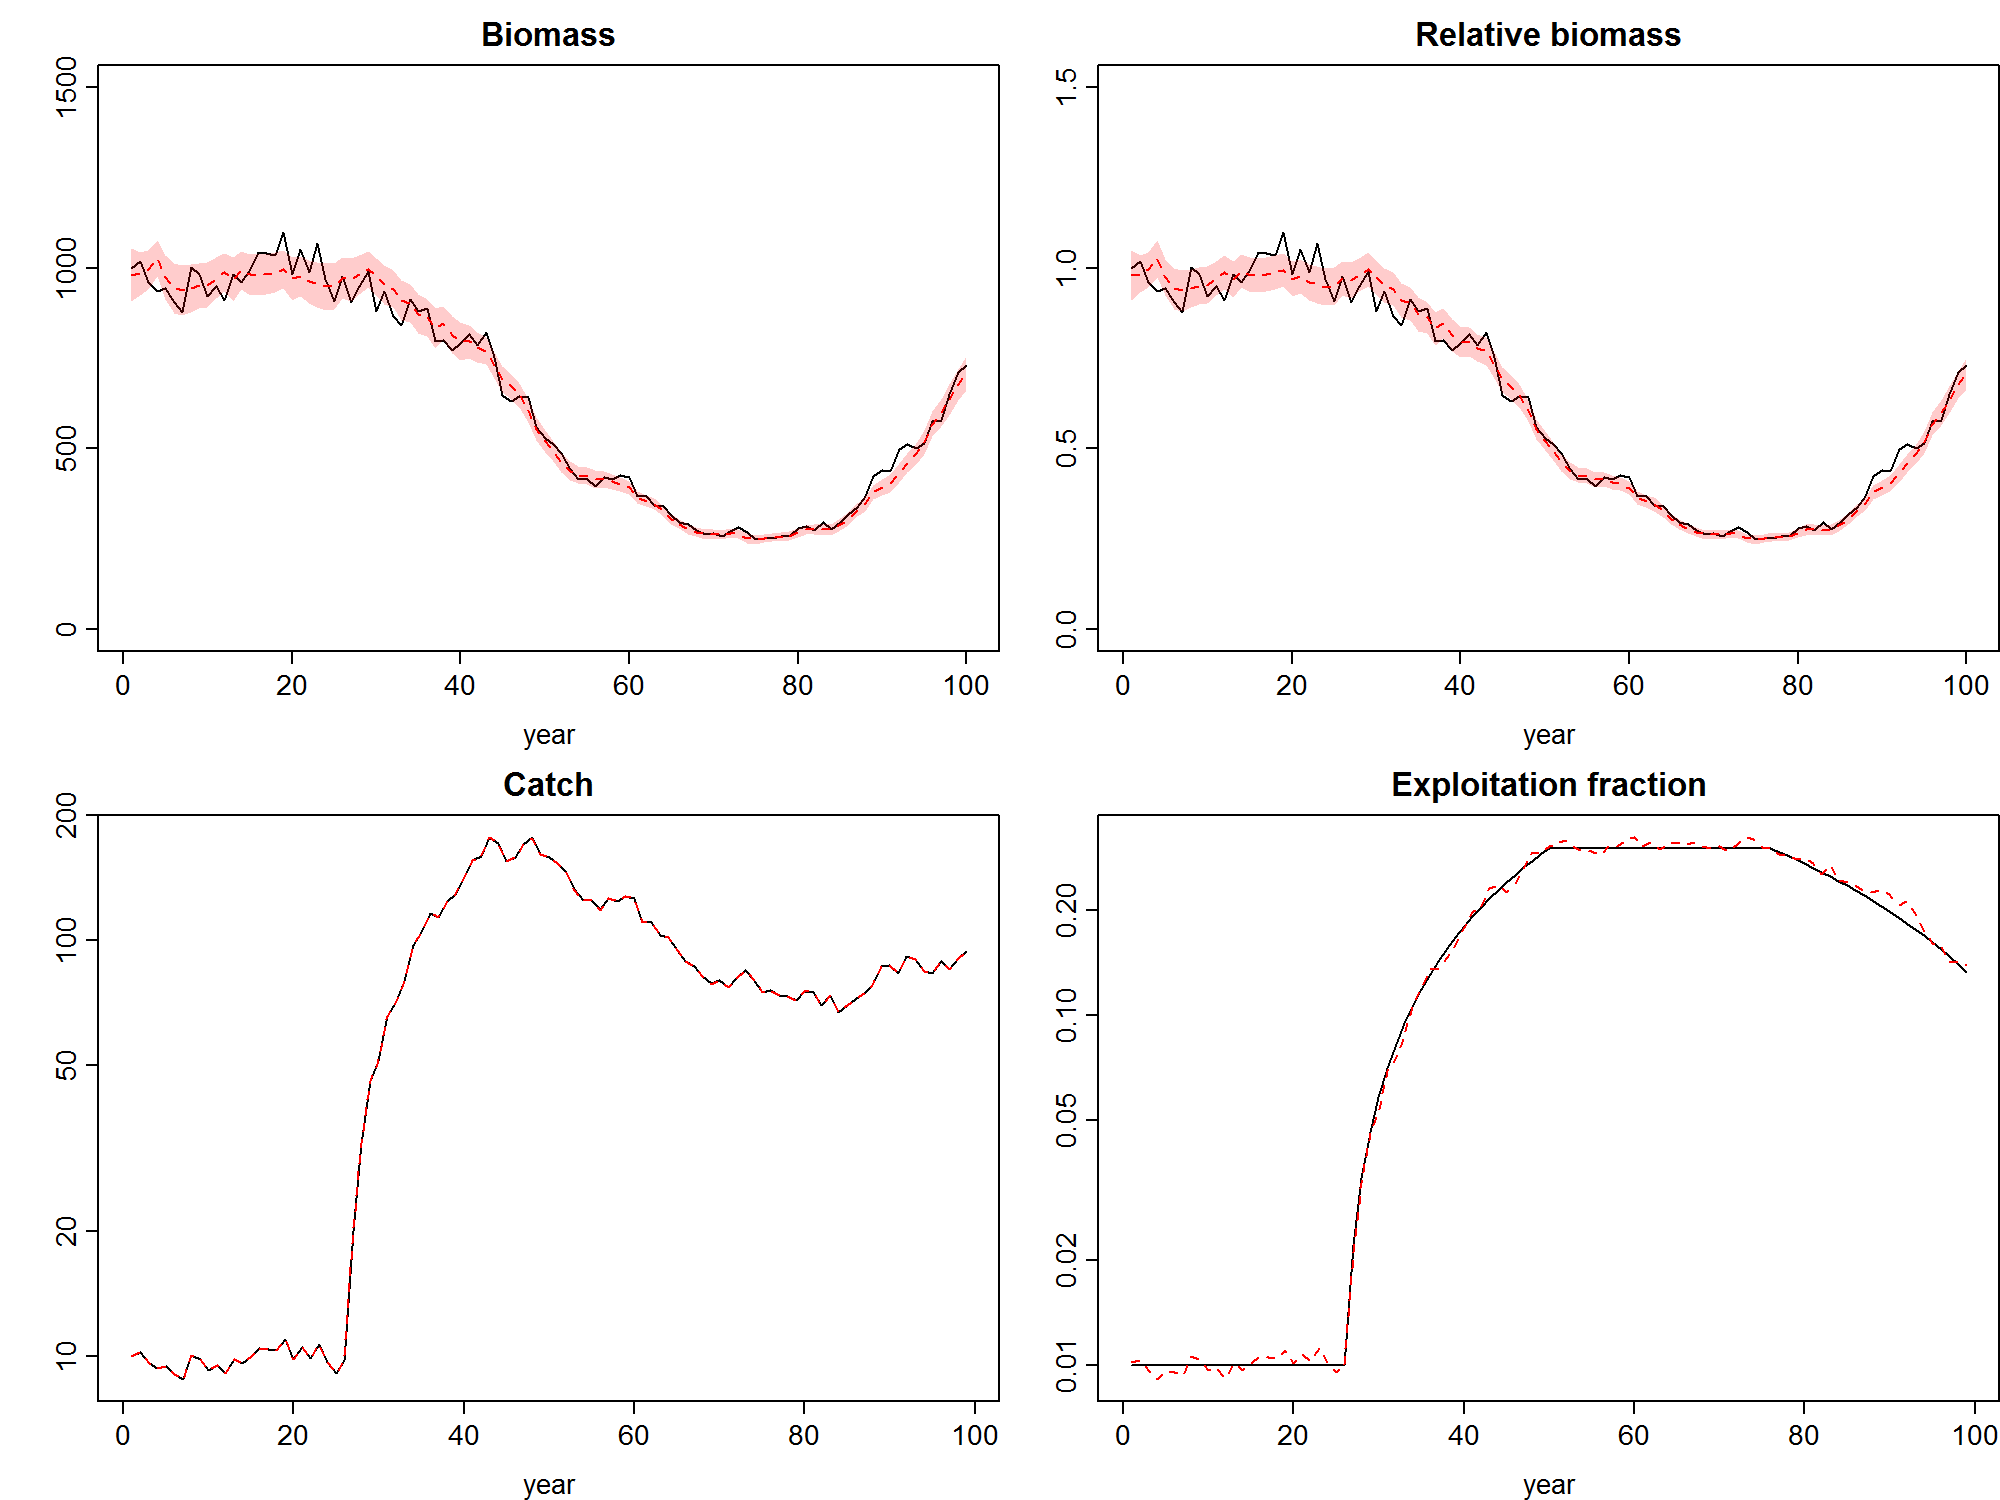 Biomass
1500
1000
500
0
0 20 40 60 80 100
year
Relative biomass
1.5
1.0
0.5
0.0
0 20 40 60 80 100
year
Catch
200
100
50
20
10
0 20 40 60 80 100
year
Exploitation fraction
0.20
0.10
0.05
0.02
0.01
0 20 40 60 80 100
year